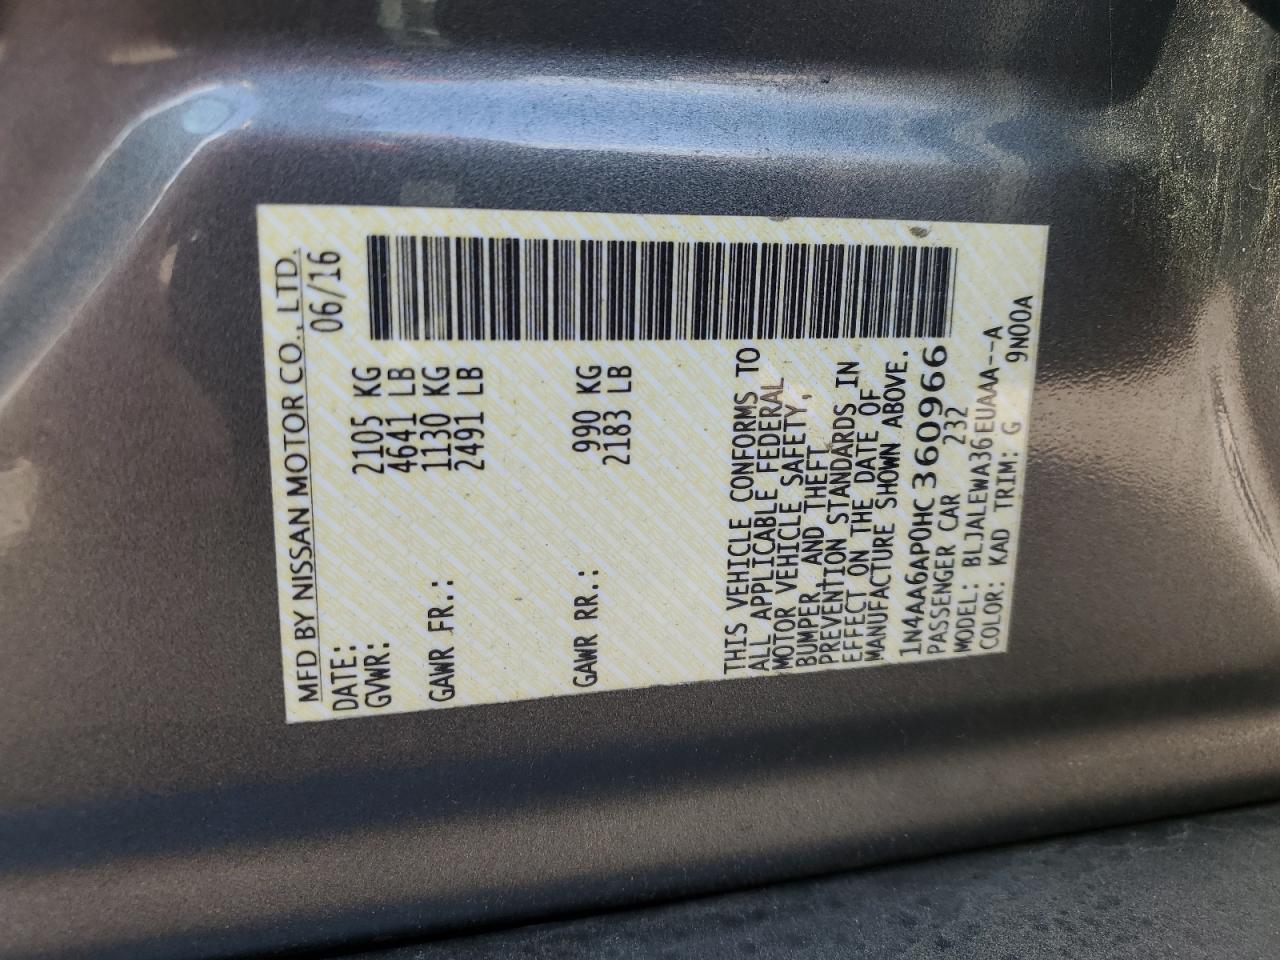 MFD BY NISSAN MOTOR CO., LTD.
DATE: 06/16
GVWR: 2105 KG
4641 LB
GAWR FR.: 1130 KG
2491 LB
GAWR RR.: 990 KG
2183 LB
THIS VEHICLE CONFORMS TO
ALL APPLICABLE FEDERAL
MOTOR VEHICLE SAFETY,
BUMPER, AND THEFT
PREVENTION STANDARDS IN
EFFECT ON THE DATE OF
MANUFACTURE SHOWN ABOVE.
1N4AA6AP0HC360966
PASSENGER CAR 232
MODEL: BLJALEWA36EUAAA--A
COLOR: KAD TRIM: G 9N00A